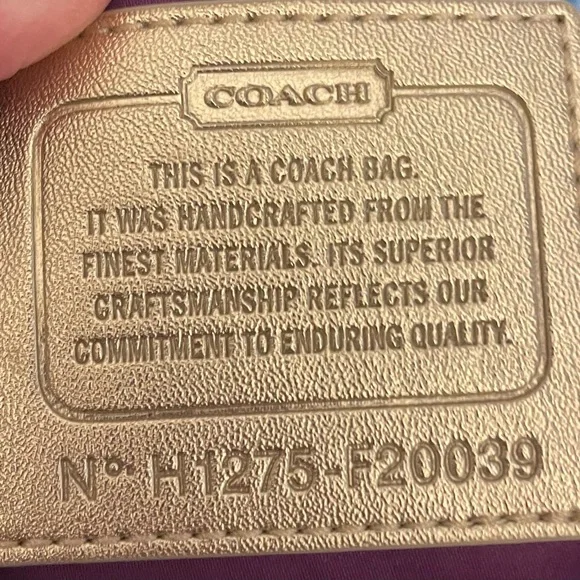 COACH
THIS IS A COACH BAG.
IT WAS HANDCRAFTED FROM THE
FINEST MATERIALS. ITS SUPERIOR
CRAFTSMANSHIP REFLECTS OUR
COMMITMENT TO ENDURING QUALITY.
Nº. H1275-F20039